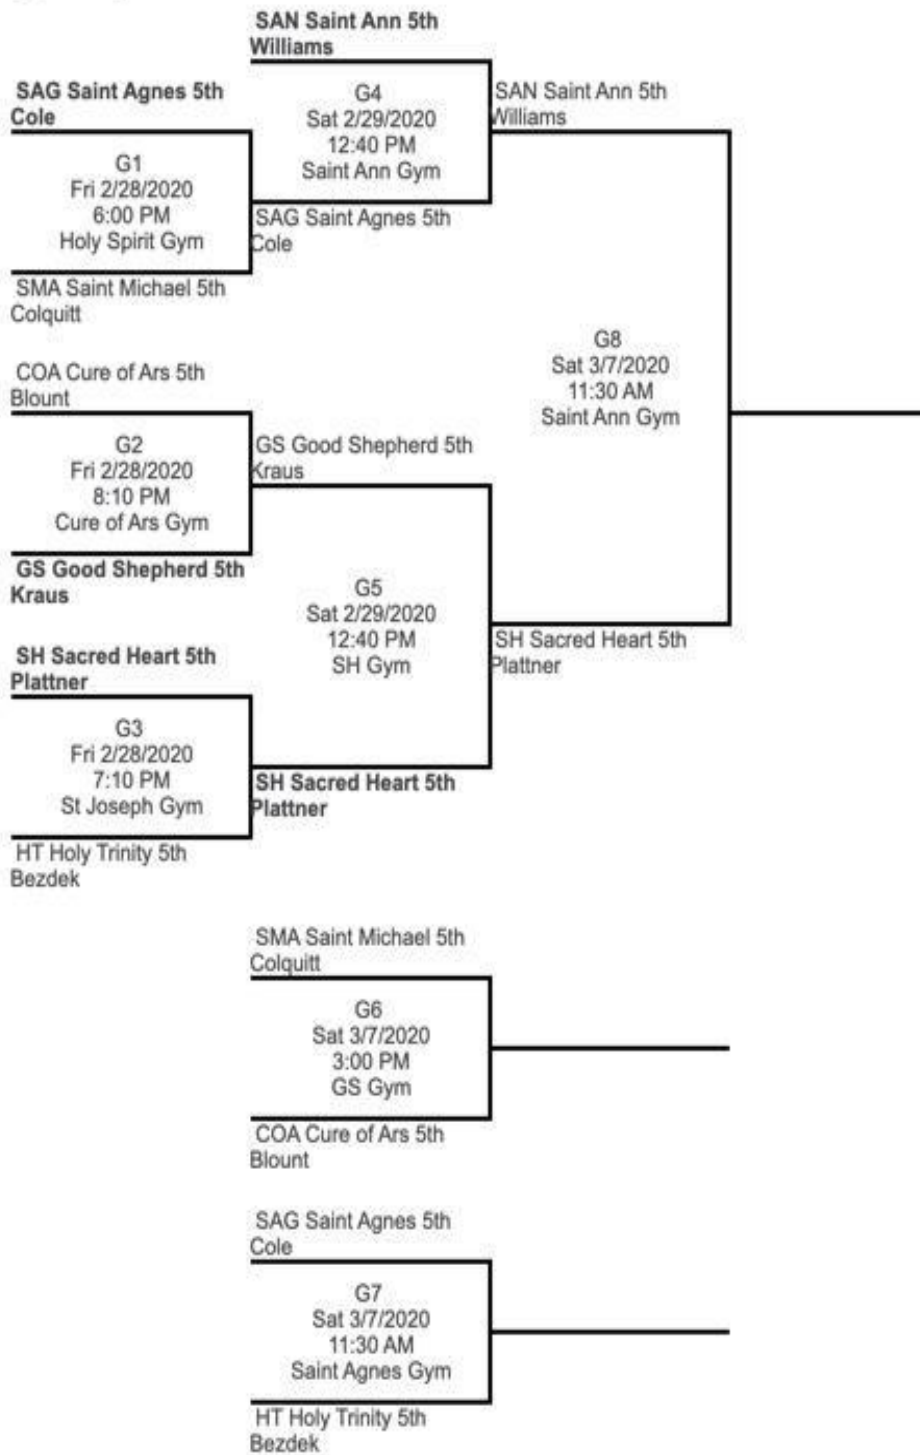 SAN Saint Ann 5th
Williams
SAG Saint Agnes 5th
Cole
G4
Sat 2/29/2020
12:40 PM
Saint Ann Gym
SAN Saint Ann 5th
Williams
G1
Fri 2/28/2020
6:00 PM
Holy Spirit Gym
SAG Saint Agnes 5th
Cole
SMA Saint Michael 5th
Colquitt
G8
Sat 3/7/2020
11:30 AM
Saint Ann Gym
COA Cure of Ars 5th
Blount
G2
Fri 2/28/2020
8:10 PM
Cure of Ars Gym
GS Good Shepherd 5th
Kraus
GS Good Shepherd 5th
Kraus
G5
Sat 2/29/2020
12:40 PM
SH Gym
SH Sacred Heart 5th
Plattner
SH Sacred Heart 5th
Plattner
G3
Fri 2/28/2020
7:10 PM
St Joseph Gym
SH Sacred Heart 5th
Plattner
HT Holy Trinity 5th
Bezdek
SMA Saint Michael 5th
Colquitt
G6
Sat 3/7/2020
3:00 PM
GS Gym
COA Cure of Ars 5th
Blount
SAG Saint Agnes 5th
Cole
G7
Sat 3/7/2020
11:30 AM
Saint Agnes Gym
HT Holy Trinity 5th
Bezdek